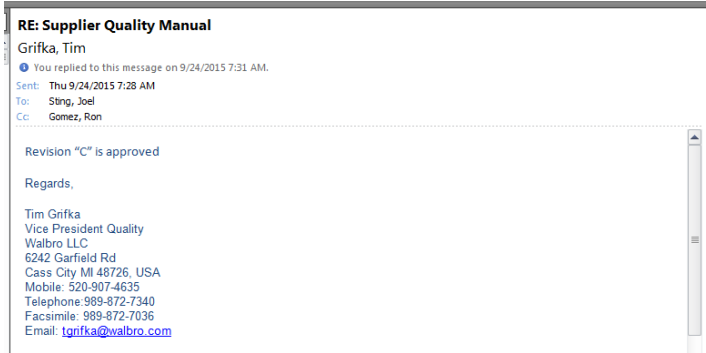 RE: Supplier Quality Manual
Grifka, Tim
You replied to this message on 9/24/2015 7:31 AM.
Sent: Thu 9/24/2015 7:28 AM
To: Sting, Joel
Cc: Gomez, Ron
Revision “C” is approved
Regards,
Tim Grifka
Vice President Quality
Walbro LLC
6242 Garfield Rd
Cass City MI 48726, USA
Mobile: 520-907-4635
Telephone:989-872-7340
Facsimile: 989-872-7036
Email: tgrifka@walbro.com